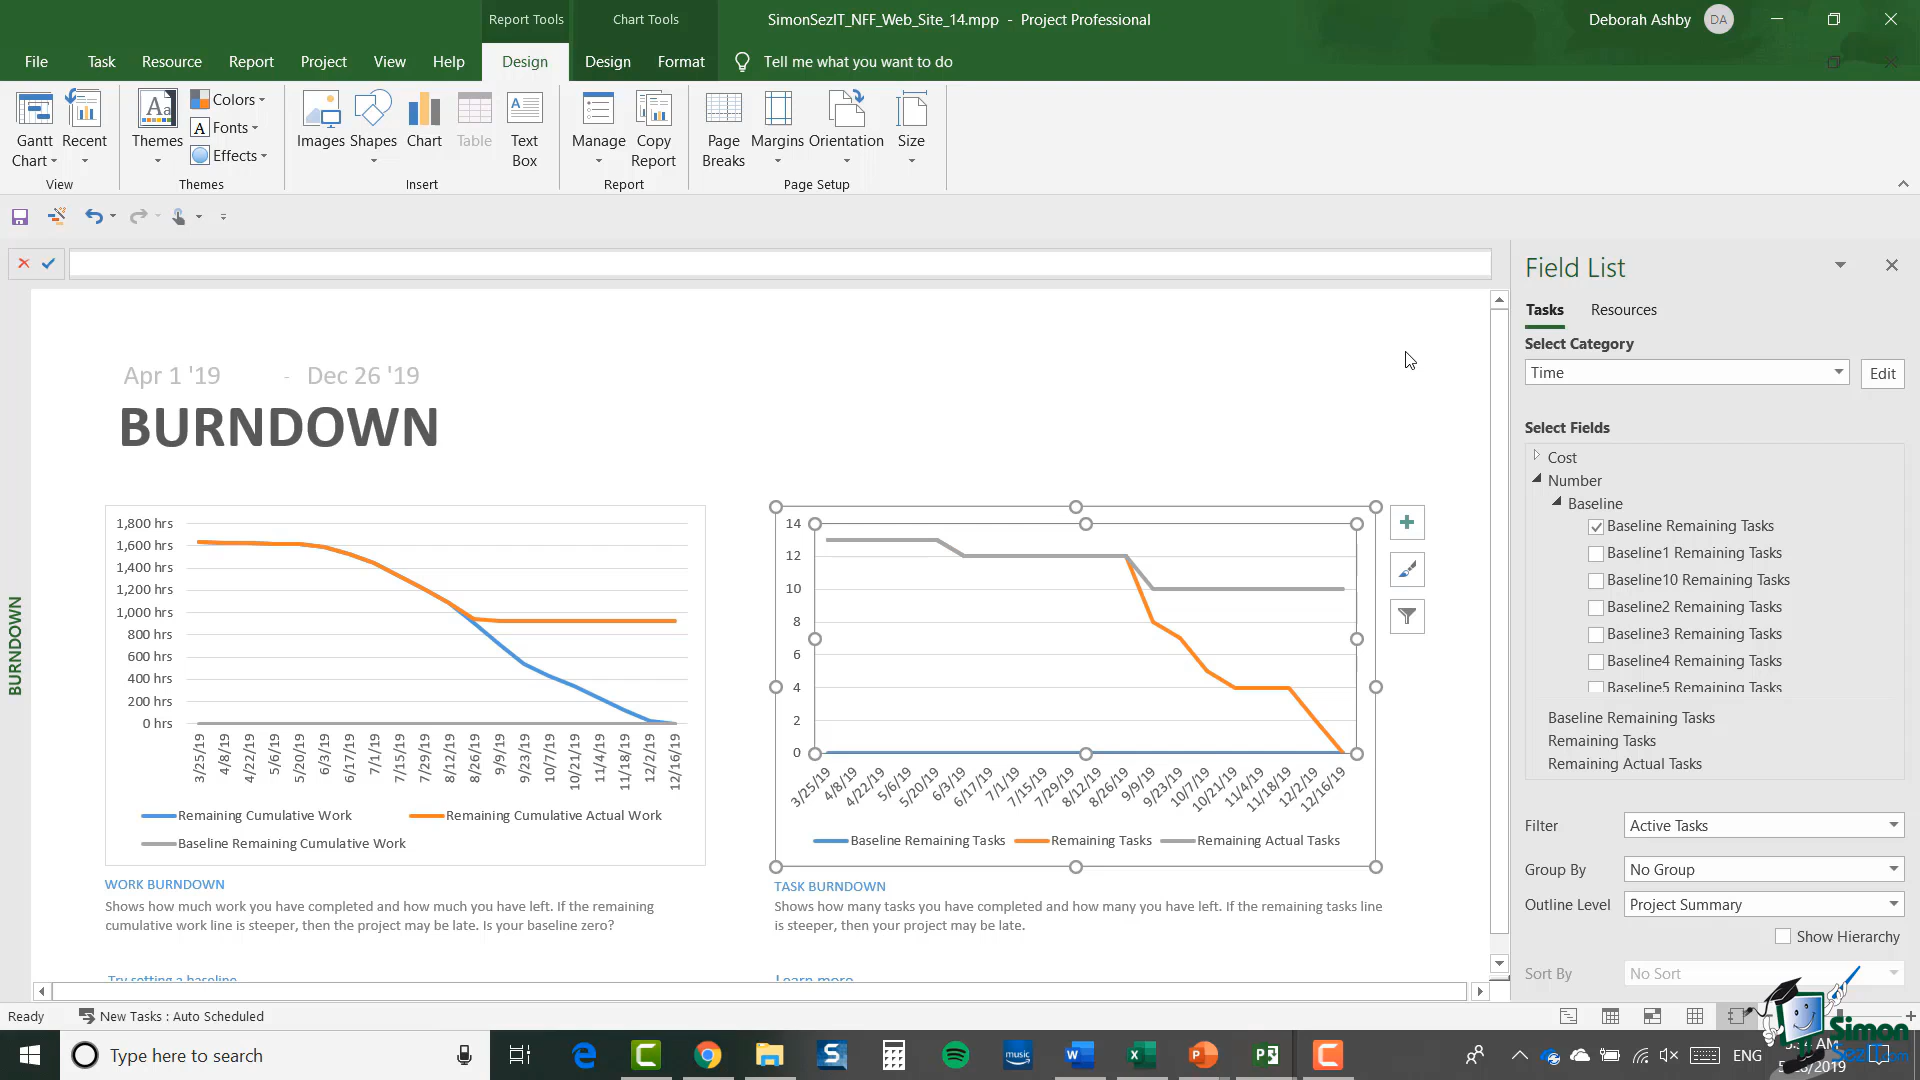 Report Tools
Chart Tools
SimonSezIT_NFF_Web_Site_14.mpp - Project Professional
Deborah Ashby
DA
File
Task
Resource
Report
Project
View
Help
Design
Design
Format
Tell me what you want to do
Gantt Chart
Recent
View
Aa
Themes
Colors
A Fonts
Effects
Themes
Images
Shapes
Chart
Table
A
Text Box
Insert
Manage
Copy Report
Report
Page Breaks
Margins
Orientation
Size
Page Setup
BURNDOWN
Apr 1 '19 - Dec 26 '19
BURNDOWN
1,800 hrs
1,600 hrs
1,400 hrs
1,200 hrs
1,000 hrs
800 hrs
600 hrs
400 hrs
200 hrs
0 hrs
3/25/19
4/8/19
4/22/19
5/6/19
5/20/19
6/3/19
6/17/19
7/1/19
7/15/19
7/29/19
8/12/19
8/26/19
9/9/19
9/23/19
10/7/19
10/21/19
11/4/19
11/18/19
12/2/19
12/16/19
Remaining Cumulative Work
Remaining Cumulative Actual Work
Baseline Remaining Cumulative Work
WORK BURNDOWN
Shows how much work you have completed and how much you have left. If the remaining
cumulative work line is steeper, then the project may be late. Is your baseline zero?
Try setting a baseline
14
12
10
8
6
4
2
0
3/25/19
4/8/19
4/22/19
5/6/19
5/20/19
6/3/19
6/17/19
7/1/19
7/15/19
7/29/19
8/12/19
8/26/19
9/9/19
9/23/19
10/7/19
10/21/19
11/4/19
11/18/19
12/2/19
12/16/19
Baseline Remaining Tasks
Remaining Tasks
Remaining Actual Tasks
TASK BURNDOWN
Shows how many tasks you have completed and how many you have left. If the remaining tasks line
is steeper, then your project may be late.
Learn more
Field List
Tasks
Resources
Select Category
Time
Edit
Select Fields
Cost
Number
Baseline
Baseline Remaining Tasks
Baseline1 Remaining Tasks
Baseline10 Remaining Tasks
Baseline2 Remaining Tasks
Baseline3 Remaining Tasks
Baseline4 Remaining Tasks
Baseline5 Remaining Tasks
Baseline Remaining Tasks
Remaining Tasks
Remaining Actual Tasks
Filter
Active Tasks
Group By
No Group
Outline Level
Project Summary
Show Hierarchy
Sort By
No Sort
Ready
New Tasks : Auto Scheduled
Type here to search
music
ENG
Simon
SezIT.com